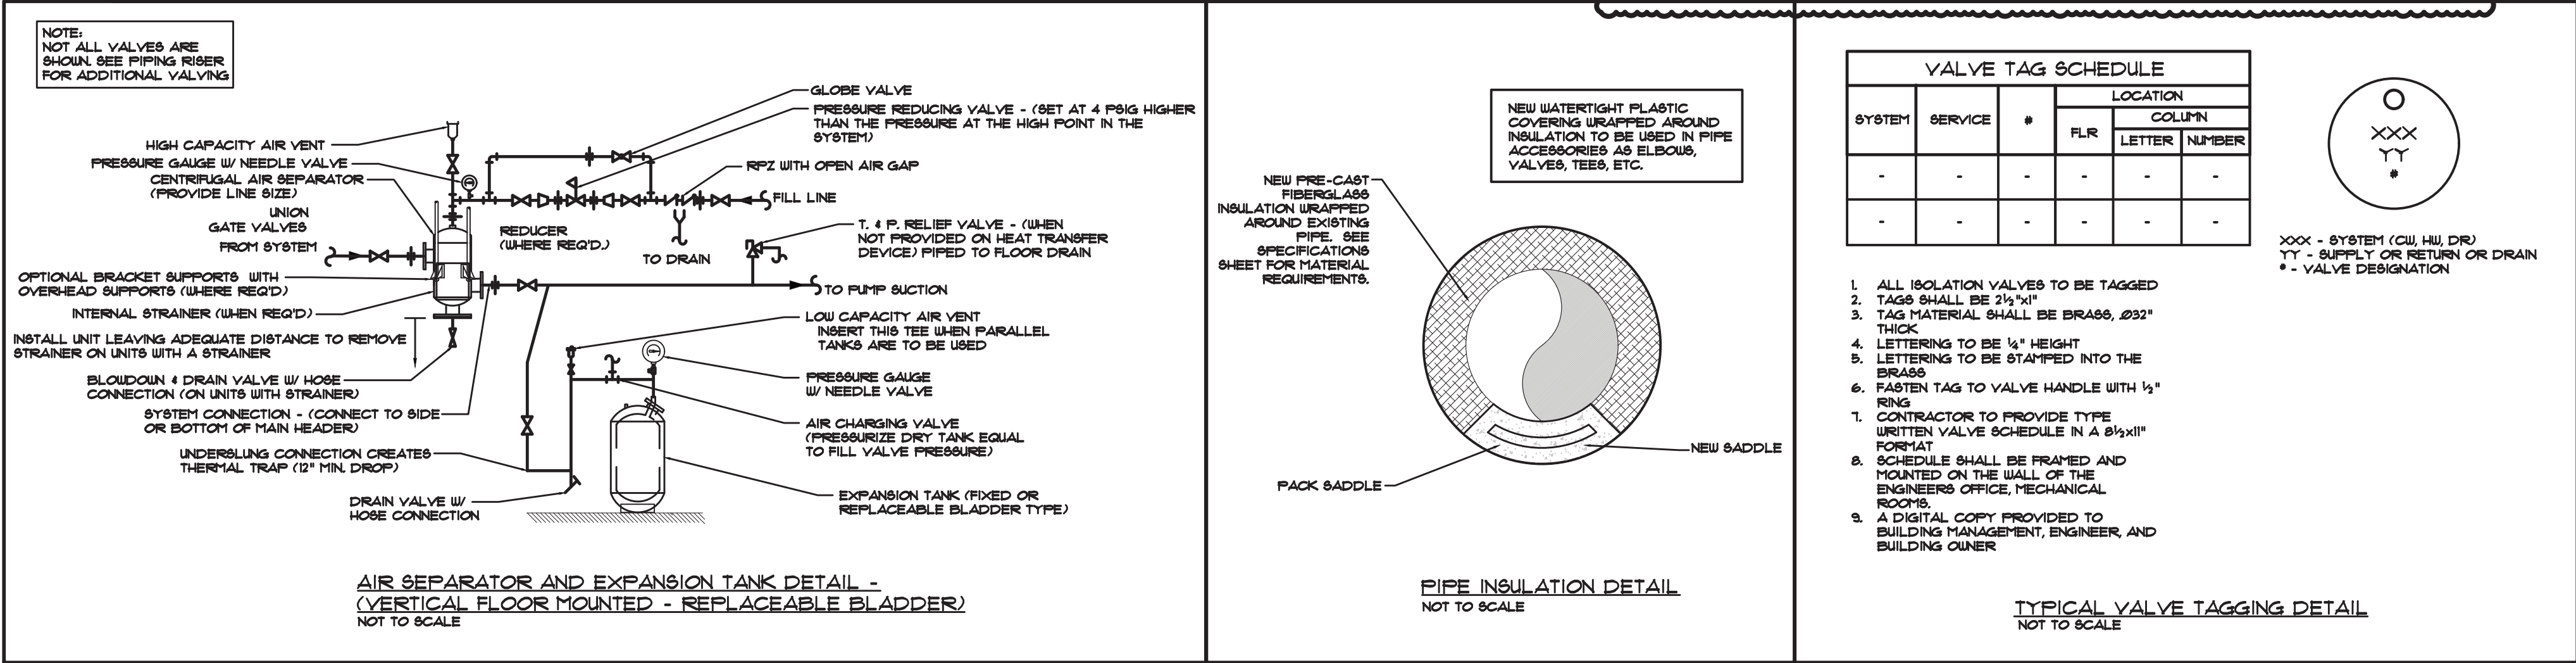 NOTE:
NOT ALL VALVES ARE
SHOWN. SEE PIPING RISER
FOR ADDITIONAL VALVING
HIGH CAPACITY AIR VENT
PRESSURE GAUGE W/ NEEDLE VALVE
CENTRIFUGAL AIR SEPARATOR
(PROVIDE LINE SIZE)
UNION
GATE VALVES
FROM SYSTEM
OPTIONAL BRACKET SUPPORTS WITH
OVERHEAD SUPPORTS (WHERE REQ'D)
INTERNAL STRAINER (WHEN REQ'D)
INSTALL UNIT LEAVING ADEQUATE DISTANCE TO REMOVE
STRAINER ON UNITS WITH A STRAINER
BLOWDOWN & DRAIN VALVE W/ HOSE
CONNECTION (ON UNITS WITH STRAINER)
SYSTEM CONNECTION - (CONNECT TO SIDE
OR BOTTOM OF MAIN HEADER)
UNDERSLUNG CONNECTION CREATES
THERMAL TRAP (12" MIN. DROP)
DRAIN VALVE W/
HOSE CONNECTION
GLOBE VALVE
PRESSURE REDUCING VALVE - (SET AT 4 PSIG HIGHER
THAN THE PRESSURE AT THE HIGH POINT IN THE
SYSTEM)
RPZ WITH OPEN AIR GAP
FILL LINE
REDUCER
(WHERE REQ'D.)
TO DRAIN
T. & P. RELIEF VALVE - (WHEN
NOT PROVIDED ON HEAT TRANSFER
DEVICE) PIPED TO FLOOR DRAIN
TO PUMP SUCTION
LOW CAPACITY AIR VENT
INSERT THIS TEE WHEN PARALLEL
TANKS ARE TO BE USED
PRESSURE GAUGE
W/ NEEDLE VALVE
AIR CHARGING VALVE
(PRESSURIZE DRY TANK EQUAL
TO FILL VALVE PRESSURE)
EXPANSION TANK (FIXED OR
REPLACEABLE BLADDER TYPE)
AIR SEPARATOR AND EXPANSION TANK DETAIL -
(VERTICAL FLOOR MOUNTED - REPLACEABLE BLADDER)
NOT TO SCALE
NEW WATERTIGHT PLASTIC
COVERING WRAPPED AROUND
INSULATION TO BE USED IN PIPE
ACCESSORIES AS ELBOWS,
VALVES, TEES, ETC.
NEW PRE-CAST
FIBERGLASS
INSULATION WRAPPED
AROUND EXISTING
PIPE. SEE
SPECIFICATIONS
SHEET FOR MATERIAL
REQUIREMENTS.
NEW SADDLE
PACK SADDLE
PIPE INSULATION DETAIL
NOT TO SCALE
VALVE TAG SCHEDULE
SYSTEM SERVICE # LOCATION
FLR COLUMN
LETTER NUMBER
- - - - - -
- - - - - -
XXX
YY
#
XXX - SYSTEM (CW, HW, DR)
YY - SUPPLY OR RETURN OR DRAIN
# - VALVE DESIGNATION
1. ALL ISOLATION VALVES TO BE TAGGED
2. TAGS SHALL BE 2½"x1"
3. TAG MATERIAL SHALL BE BRASS, .Ø32"
THICK
4. LETTERING TO BE ¼" HEIGHT
5. LETTERING TO BE STAMPED INTO THE
BRASS
6. FASTEN TAG TO VALVE HANDLE WITH ½"
RING
7. CONTRACTOR TO PROVIDE TYPE
WRITTEN VALVE SCHEDULE IN A 8½x11"
FORMAT
8. SCHEDULE SHALL BE FRAMED AND
MOUNTED ON THE WALL OF THE
ENGINEERS OFFICE, MECHANICAL
ROOMS.
9. A DIGITAL COPY PROVIDED TO
BUILDING MANAGEMENT, ENGINEER, AND
BUILDING OWNER
TYPICAL VALVE TAGGING DETAIL
NOT TO SCALE